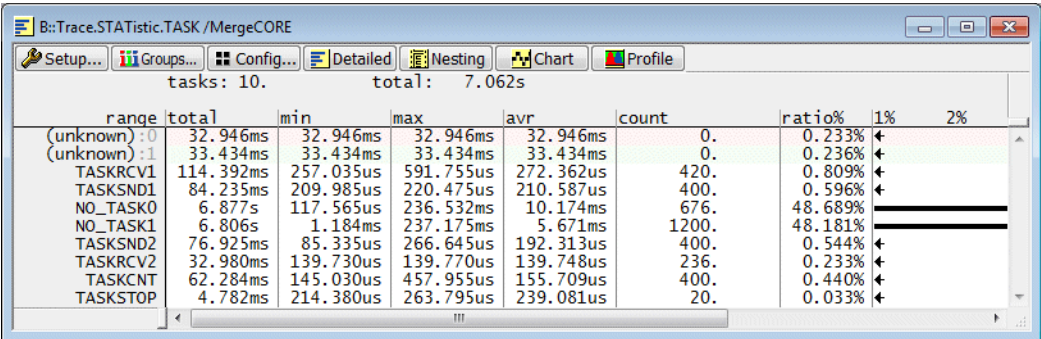 B::Trace.STATistic.TASK /MergeCORE
Setup... Groups... Config... Detailed Nesting Chart Profile
tasks: 10. total: 7.062s
range total min max avr count ratio% 1% 2%
(unknown):0 32.946ms 32.946ms 32.946ms 32.946ms 0. 0.233%
(unknown):1 33.434ms 33.434ms 33.434ms 33.434ms 0. 0.236%
TASKRCV1 114.392ms 257.035us 591.755us 272.362us 420. 0.809%
TASKSND1 84.235ms 209.985us 220.475us 210.587us 400. 0.596%
NO_TASK0 6.877s 117.565us 236.532ms 10.174ms 676. 48.689%
NO_TASK1 6.806s 1.184ms 237.175ms 5.671ms 1200. 48.181%
TASKSND2 76.925ms 85.335us 266.645us 192.313us 400. 0.544%
TASKRCV2 32.980ms 139.730us 139.770us 139.748us 236. 0.233%
TASKCNT 62.284ms 145.030us 457.955us 155.709us 400. 0.440%
TASKSTOP 4.782ms 214.380us 263.795us 239.081us 20. 0.033%